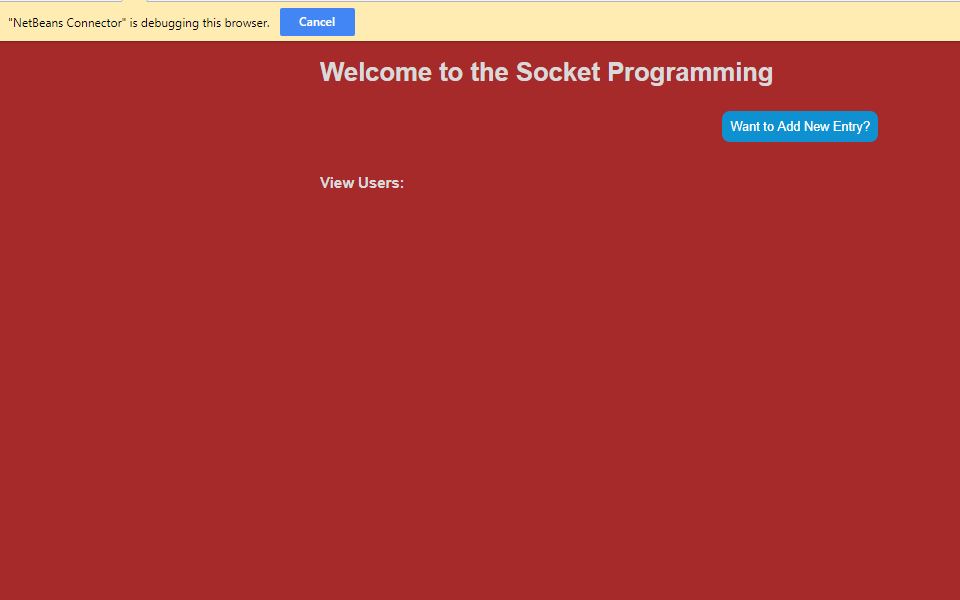 "NetBeans Connector" is debugging this browser. Cancel
Welcome to the Socket Programming
Want to Add New Entry?
View Users: